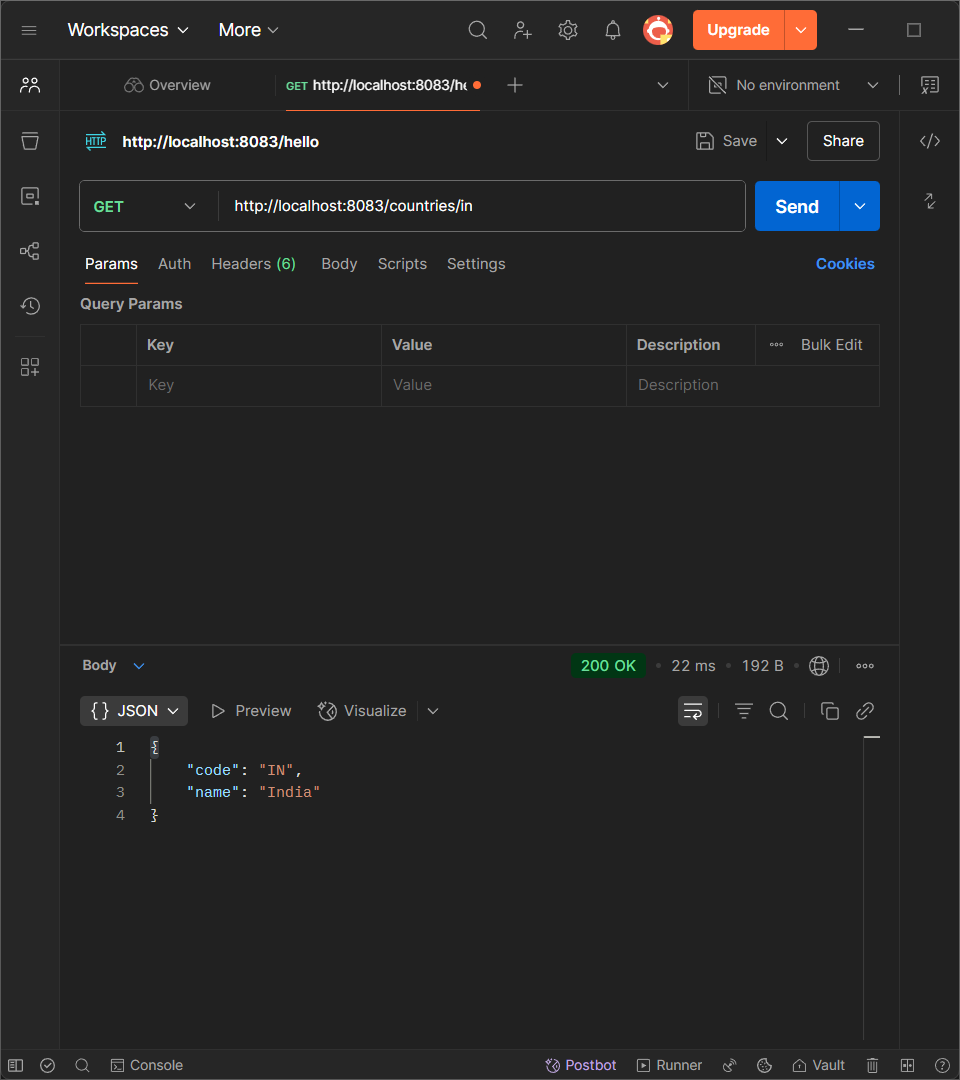 Workspaces More Upgrade
Overview GET http://localhost:8083/he No environment
HTTP http://localhost:8083/hello Save Share
GET http://localhost:8083/countries/in Send
Params Auth Headers (6) Body Scripts Settings Cookies
Query Params
Key Value Description Bulk Edit
Key Value Description
Body 200 OK 22 ms 192 B
{} JSON Preview Visualize
1 {
2 "code": "IN",
3 "name": "India"
4 }
Console Postbot Runner Vault